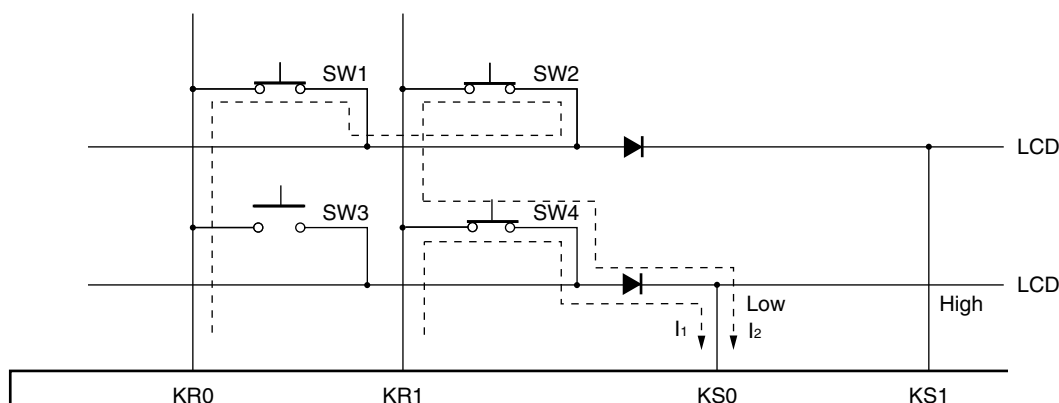 SW1 SW2
LCD
SW3 SW4
LCD
Low High
I1 I2
KR0 KR1 KS0 KS1